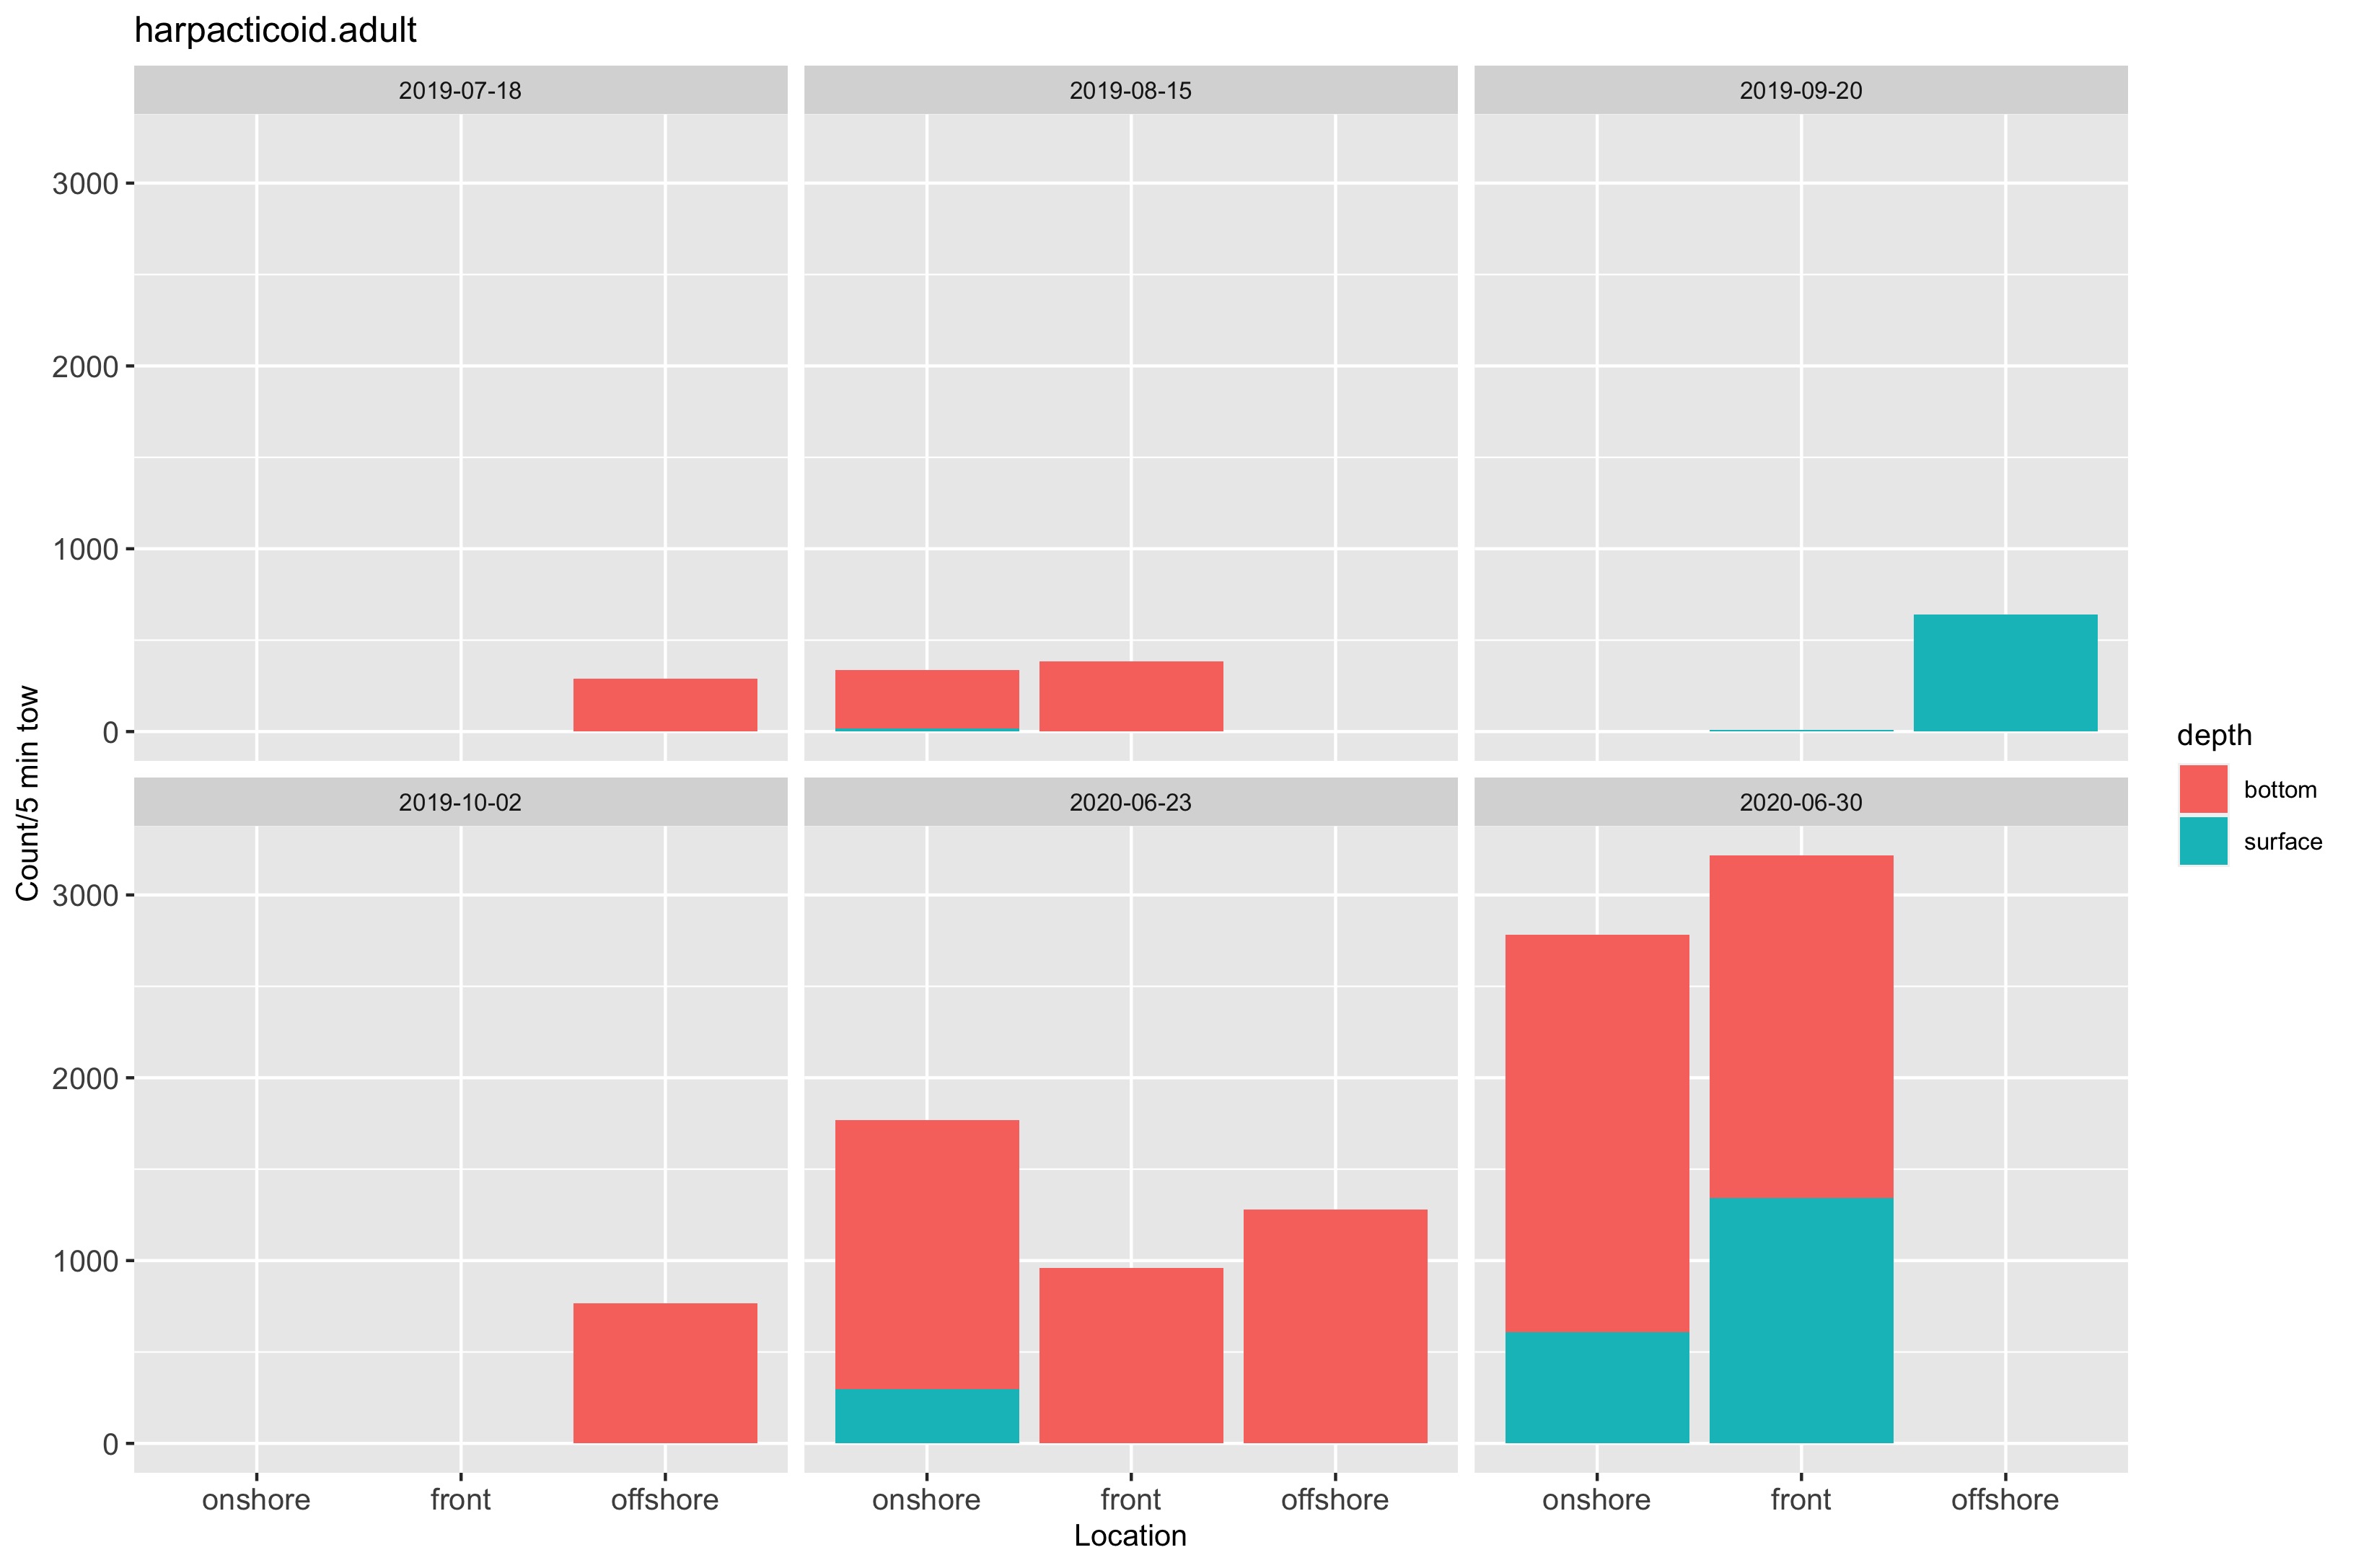 harpacticoid.adult
2019-07-18
2019-08-15
2019-09-20
3000
2000
1000
0
2019-10-02
2020-06-23
2020-06-30
3000
2000
1000
0
onshore front offshore
onshore front offshore
onshore front offshore
Location
Count/5 min tow
depth
bottom
surface